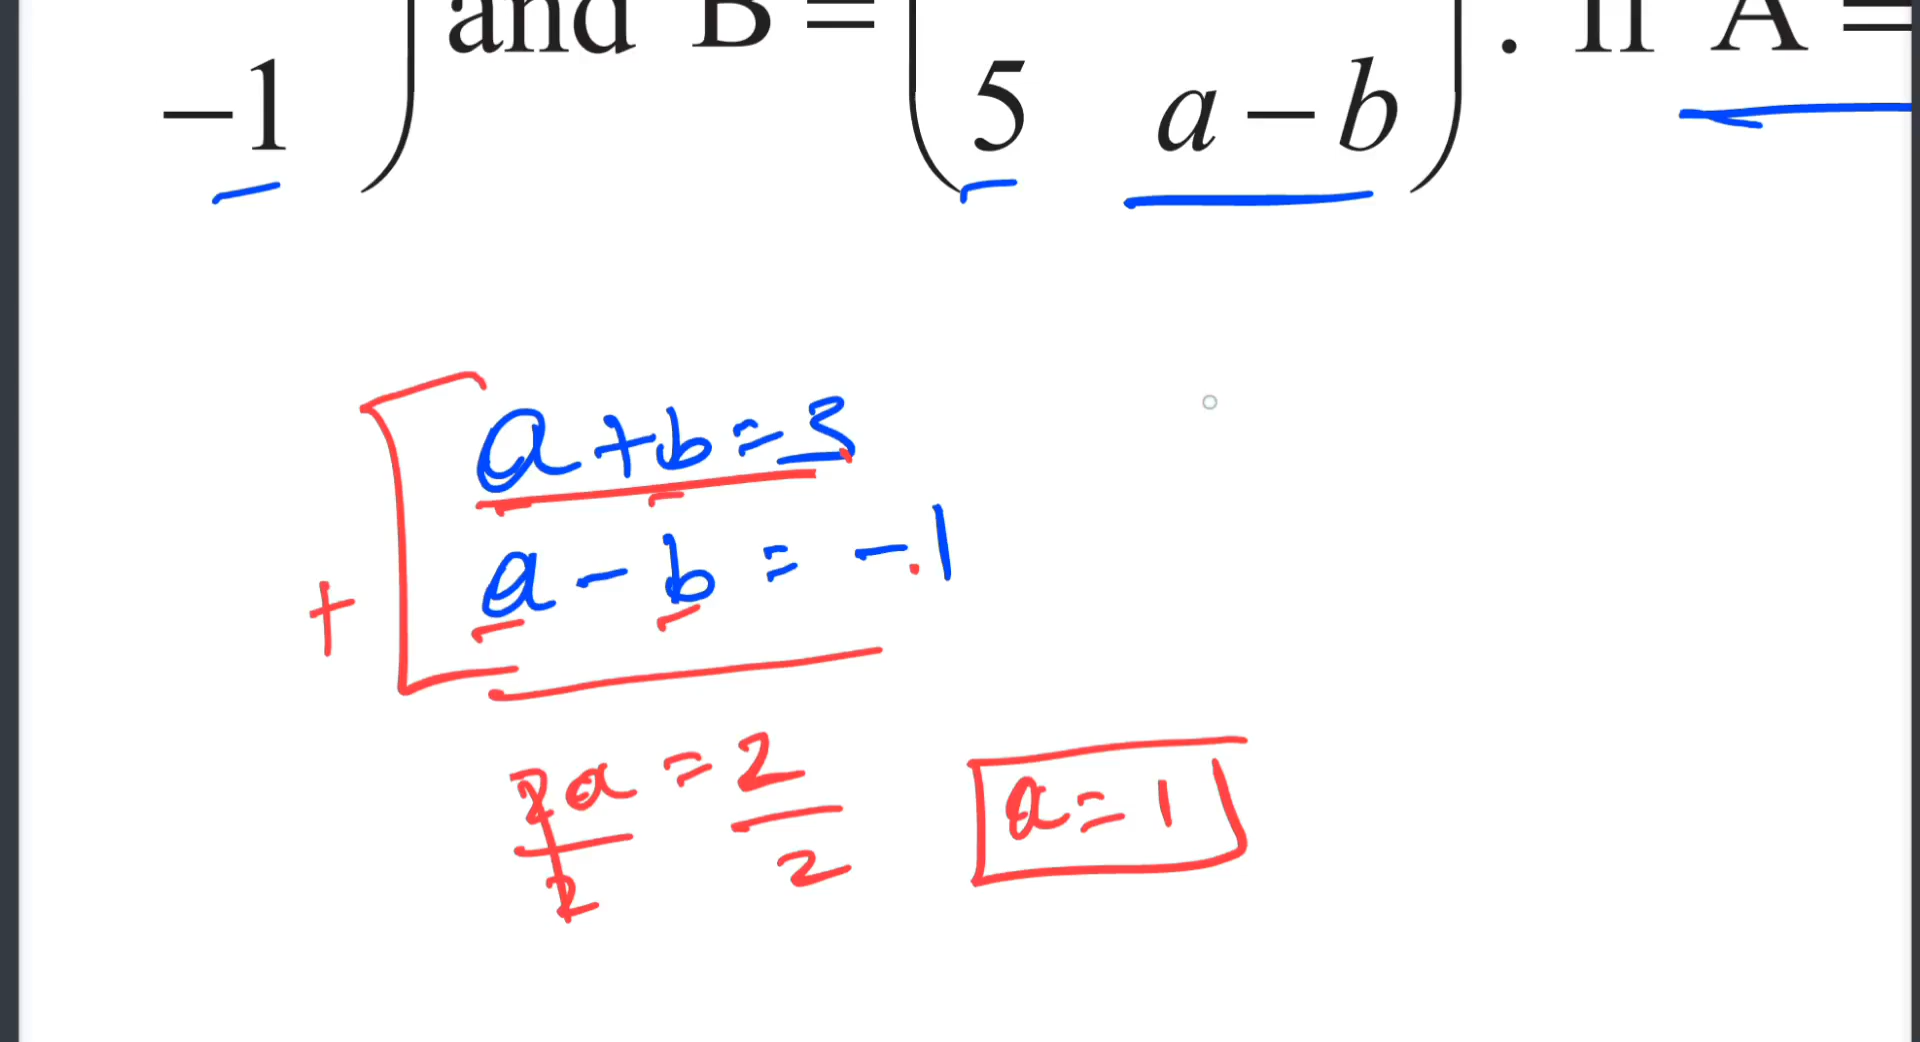 and B =
. If A =
−1
5 a − b
a + b = 3
a − b = −1
+
2a/2 = 2/2
a = 1